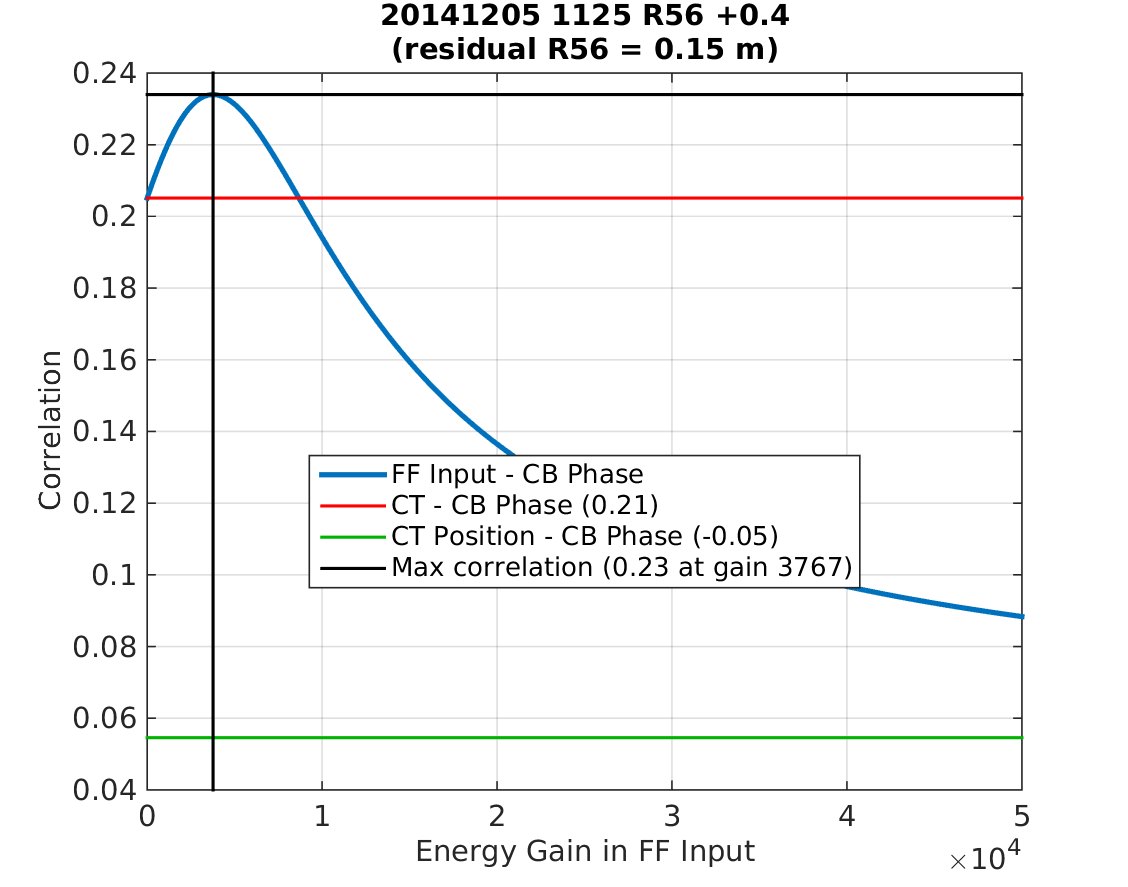 20141205 1125 R56 +0.4
(residual R56 = 0.15 m)
0.24
0.22
0.2
0.18
0.16
0.14
0.12
0.1
0.08
0.06
0.04
Correlation
FF Input - CB Phase
CT - CB Phase (0.21)
CT Position - CB Phase (-0.05)
Max correlation (0.23 at gain 3767)
0 1 2 3 4 5
Energy Gain in FF Input
×10⁴